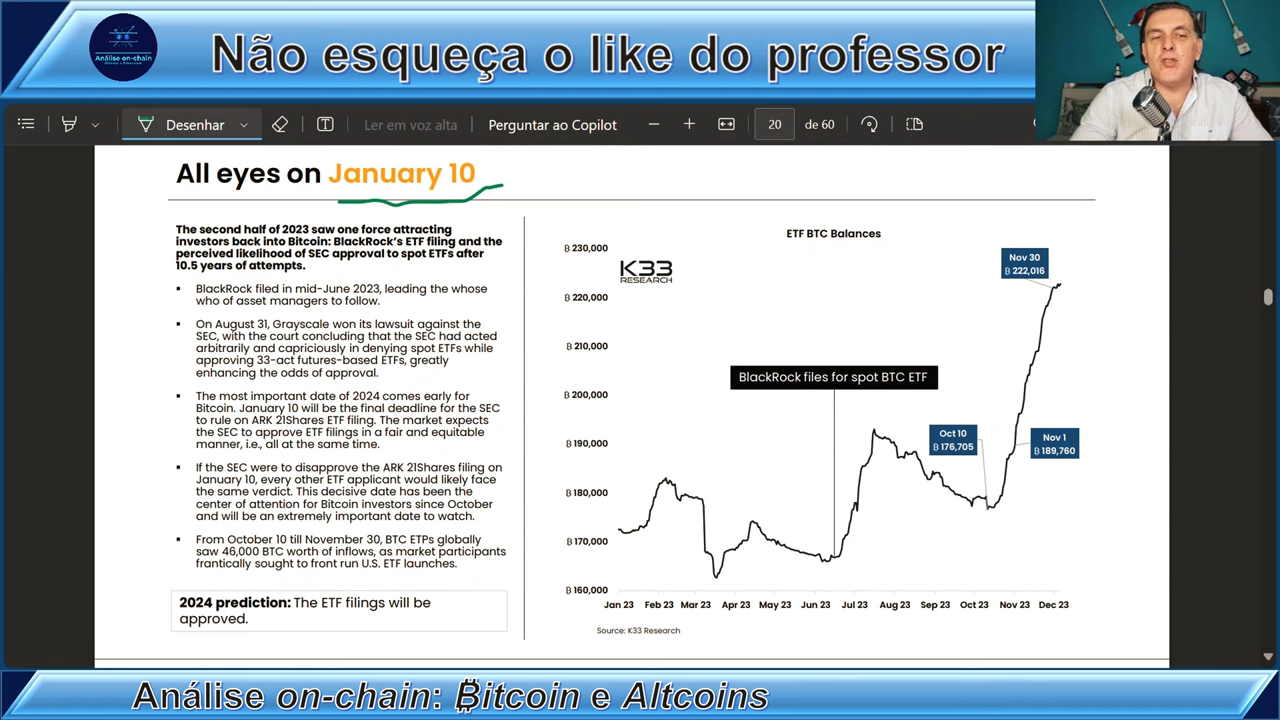 Não esqueça o like do professor
Análise on-chain
Desenhar
Ler em voz alta
Perguntar ao Copilot
20
de 60
All eyes on January 10
The second half of 2023 saw one force attracting
investors back into Bitcoin: BlackRock's ETF filing and the
perceived likelihood of SEC approval to spot ETFs after
10.5 years of attempts.
▪ BlackRock filed in mid-June 2023, leading the whose
who of asset managers to follow.
▪ On August 31, Grayscale won its lawsuit against the
SEC, with the court concluding that the SEC had acted
arbitrarily and capriciously in denying spot ETFs while
approving 33-act futures-based ETFs, greatly
enhancing the odds of approval.
▪ The most important date of 2024 comes early for
Bitcoin. January 10 will be the final deadline for the SEC
to rule on ARK 21Shares ETF filing. The market expects
the SEC to approve ETF filings in a fair and equitable
manner, i.e., all at the same time.
▪ If the SEC were to disapprove the ARK 21Shares filing on
January 10, every other ETF applicant would likely face
the same verdict. This decisive date has been the
center of attention for Bitcoin investors since October
and will be an extremely important date to watch.
▪ From October 10 till November 30, BTC ETPs globally
saw 46,000 BTC worth of inflows, as market participants
frantically sought to front run U.S. ETF launches.
2024 prediction: The ETF filings will be
approved.
ETF BTC Balances
K33
RESEARCH
₿ 230,000
₿ 220,000
₿ 210,000
₿ 200,000
₿ 190,000
₿ 180,000
₿ 170,000
₿ 160,000
Nov 30
₿ 222,016
BlackRock files for spot BTC ETF
Oct 10
₿ 176,705
Nov 1
₿ 189,760
Jan 23 Feb 23 Mar 23 Apr 23 May 23 Jun 23 Jul 23 Aug 23 Sep 23 Oct 23 Nov 23 Dec 23
Source: K33 Research
Análise on-chain: ₿itcoin e Altcoins